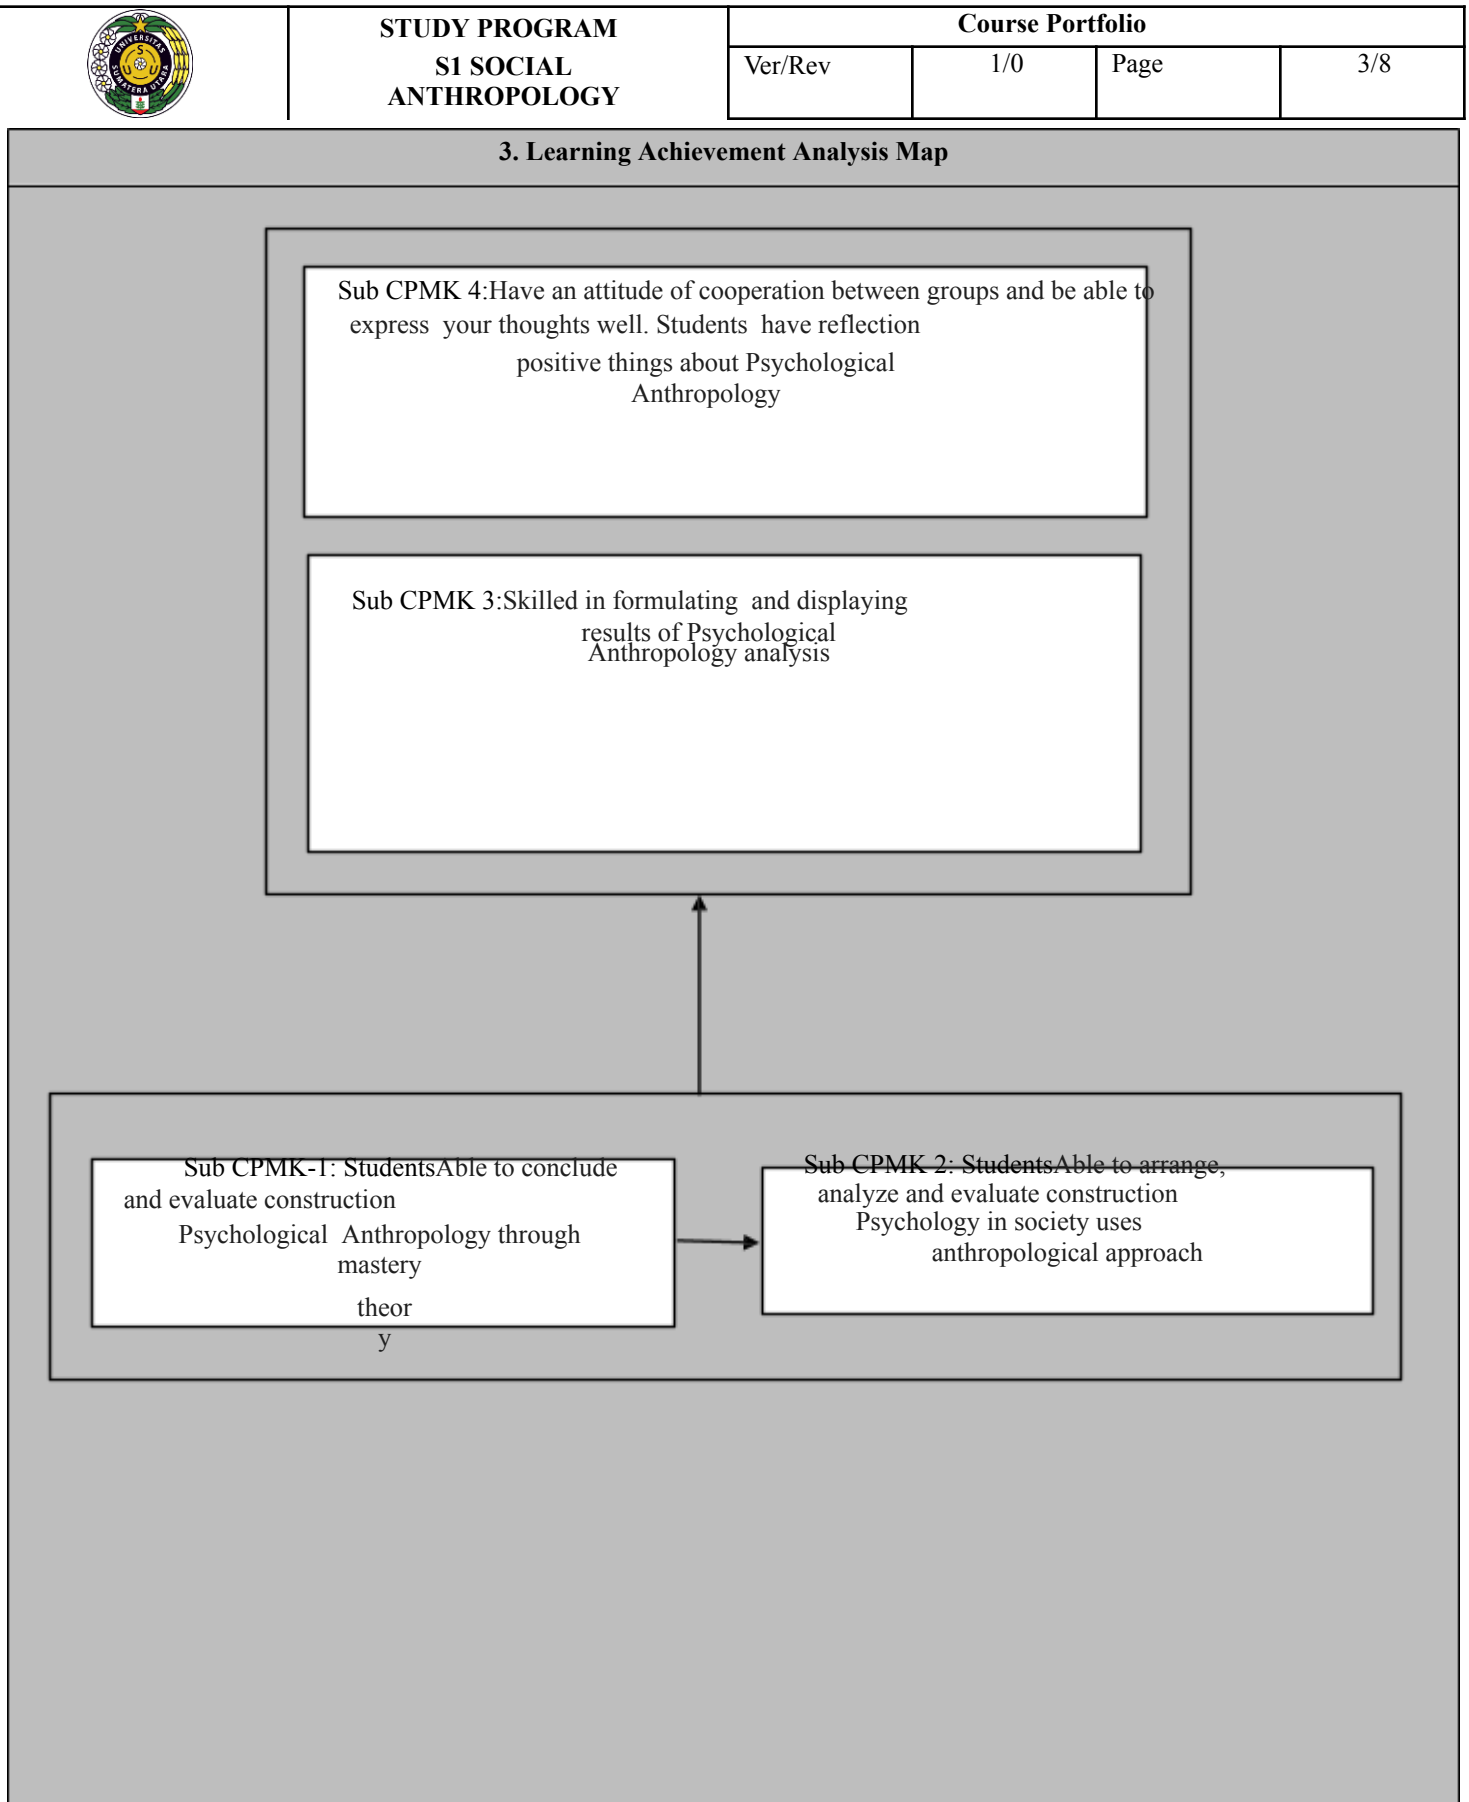 UNIVERSITAS
S
U U
SUMATERA UTARA
STUDY PROGRAM
S1 SOCIAL
ANTHROPOLOGY
Course Portfolio
Ver/Rev 1/0 Page 3/8
3. Learning Achievement Analysis Map
Sub CPMK 4:Have an attitude of cooperation between groups and be able to
express your thoughts well. Students have reflection
positive things about Psychological
Anthropology
Sub CPMK 3:Skilled in formulating and displaying
results of Psychological
Anthropology analysis
Sub CPMK-1: StudentsAble to conclude
and evaluate construction
Psychological Anthropology through
mastery
theor
y
Sub CPMK 2: StudentsAble to arrange,
analyze and evaluate construction
Psychology in society uses
anthropological approach